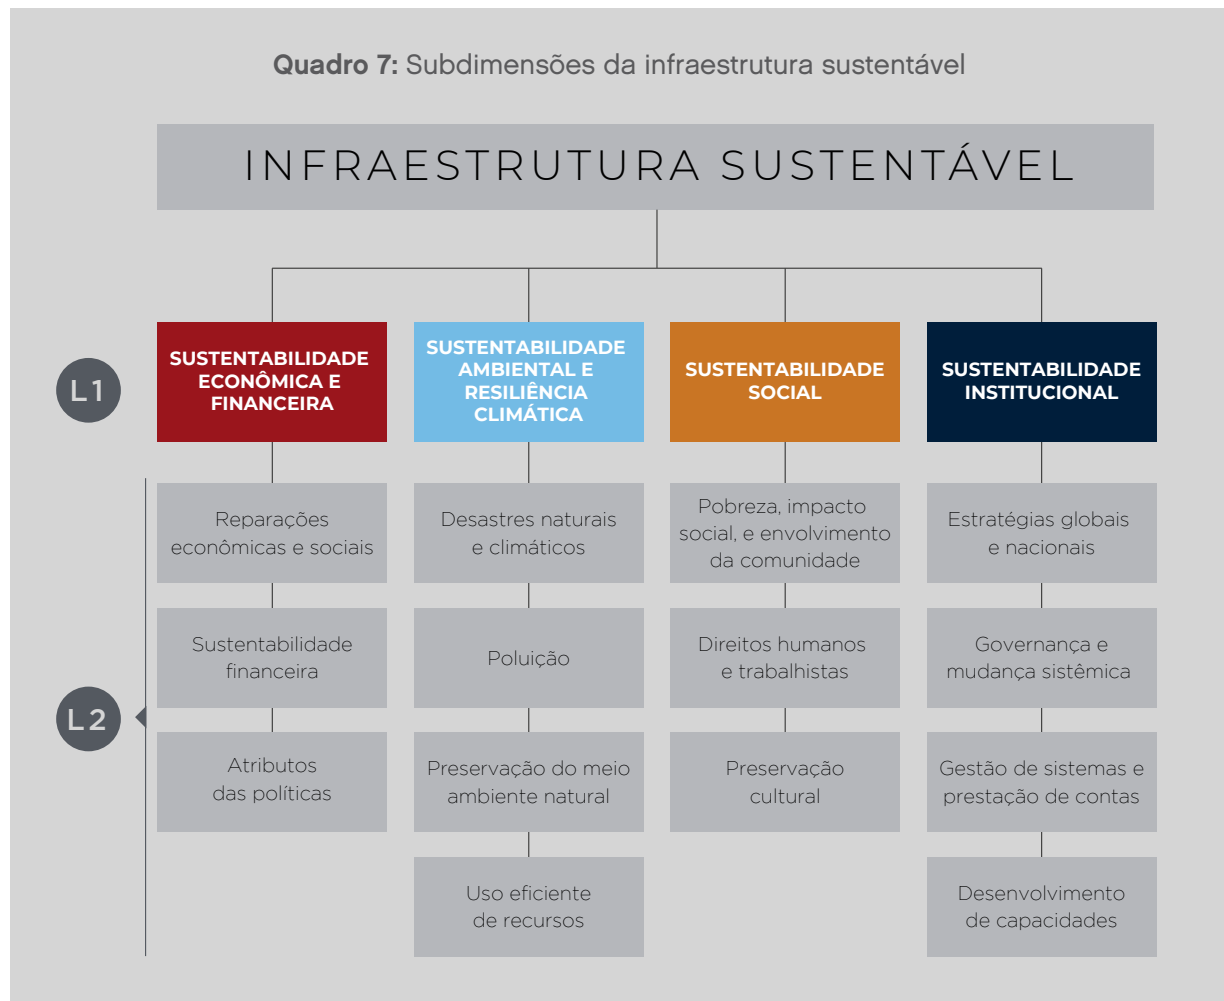 Quadro 7: Subdimensões da infraestrutura sustentável
INFRAESTRUTURA SUSTENTÁVEL
L1
SUSTENTABILIDADE
ECONÔMICA E
FINANCEIRA
SUSTENTABILIDADE
AMBIENTAL E
RESILIÊNCIA
CLIMÁTICA
SUSTENTABILIDADE
SOCIAL
SUSTENTABILIDADE
INSTITUCIONAL
L2
Reparações
econômicas e sociais
Sustentabilidade
financeira
Atributos
das políticas
Desastres naturais
e climáticos
Poluição
Preservação do meio
ambiente natural
Uso eficiente
de recursos
Pobreza, impacto
social, e envolvimento
da comunidade
Direitos humanos
e trabalhistas
Preservação
cultural
Estratégias globais
e nacionais
Governança e
mudança sistêmica
Gestão de sistemas e
prestação de contas
Desenvolvimento
de capacidades